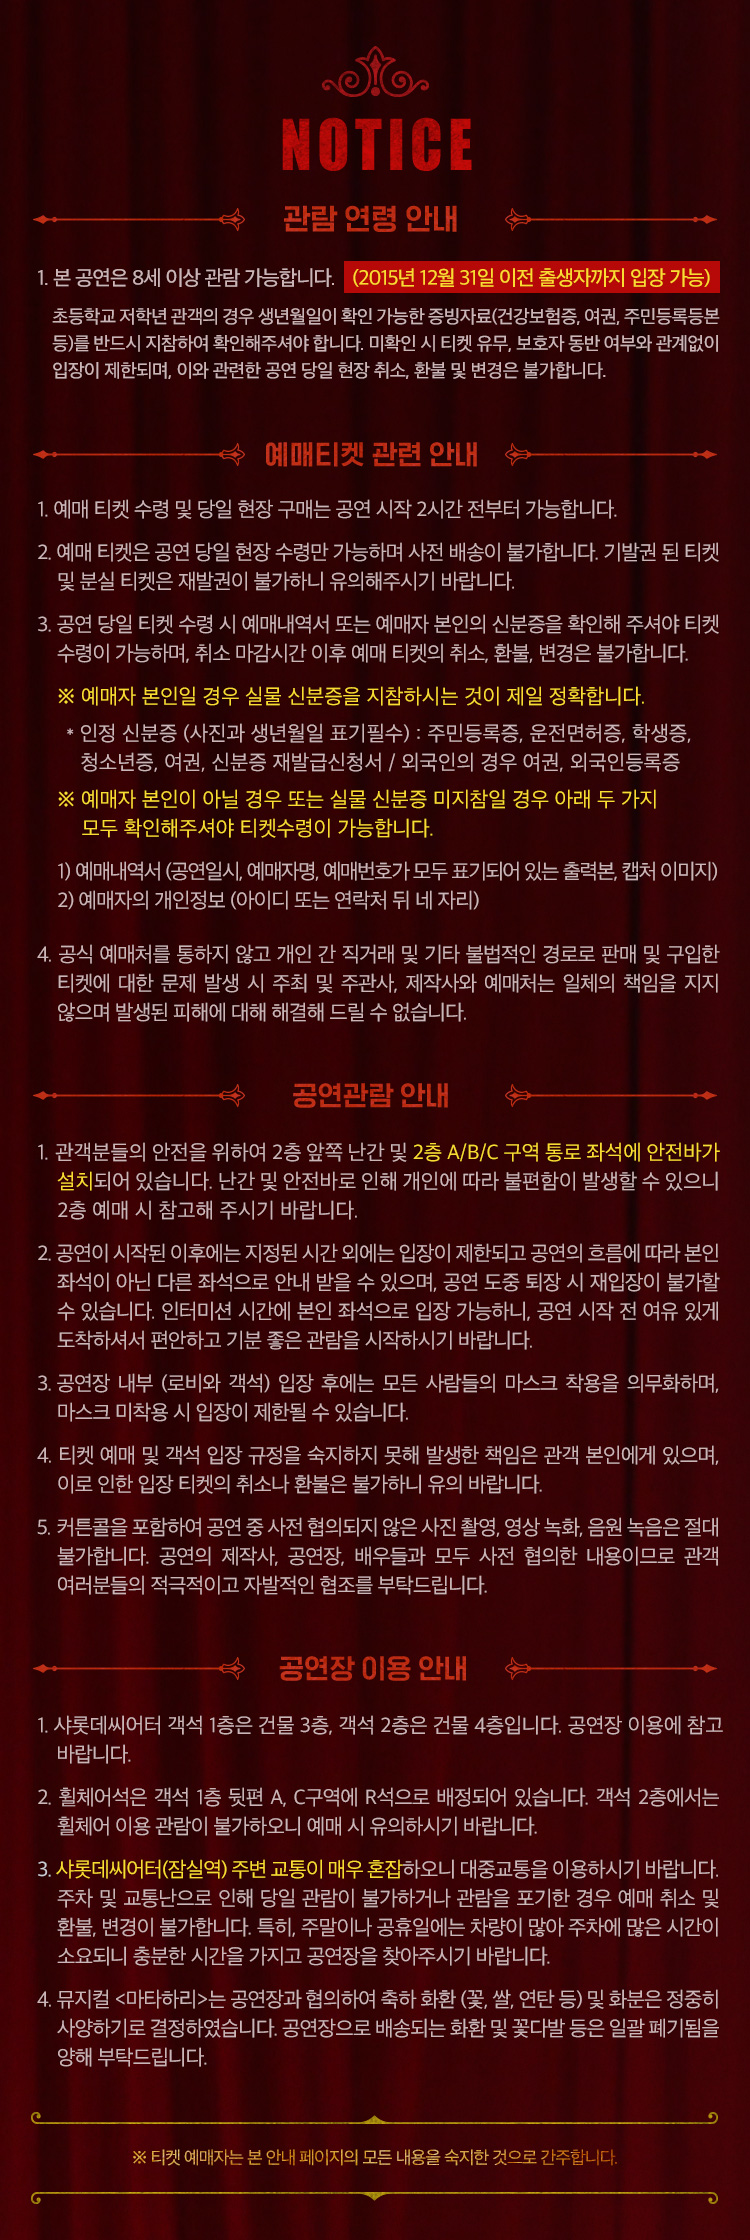 NOTICE
관람 연령 안내
1. 본 공연은 8세 이상 관람 가능합니다. (2015년 12월 31일 이전 출생자까지 입장 가능)
초등학교 저학년 관객의 경우 생년월일이 확인 가능한 증빙자료(건강보험증, 여권, 주민등록등본
등)를 반드시 지참하여 확인해주셔야 합니다. 미확인 시 티켓 유무, 보호자 동반 여부와 관계없이
입장이 제한되며, 이와 관련한 공연 당일 현장 취소, 환불 및 변경은 불가합니다.
예매티켓 관련 안내
1. 예매 티켓 수령 및 당일 현장 구매는 공연 시작 2시간 전부터 가능합니다.
2. 예매 티켓은 공연 당일 현장 수령만 가능하며 사전 배송이 불가합니다. 기발권 된 티켓
및 분실 티켓은 재발권이 불가하니 유의해주시기 바랍니다.
3. 공연 당일 티켓 수령 시 예매내역서 또는 예매자 본인의 신분증을 확인해 주셔야 티켓
수령이 가능하며, 취소 마감시간 이후 예매 티켓의 취소, 환불, 변경은 불가합니다.
※ 예매자 본인일 경우 실물 신분증을 지참하시는 것이 제일 정확합니다.
* 인정 신분증 (사진과 생년월일 표기필수) : 주민등록증, 운전면허증, 학생증,
청소년증, 여권, 신분증 재발급신청서 / 외국인의 경우 여권, 외국인등록증
※ 예매자 본인이 아닐 경우 또는 실물 신분증 미지참일 경우 아래 두 가지
모두 확인해주셔야 티켓수령이 가능합니다.
1) 예매내역서 (공연일시, 예매자명, 예매번호가 모두 표기되어 있는 출력본, 캡처 이미지)
2) 예매자의 개인정보 (아이디 또는 연락처 뒤 네 자리)
4. 공식 예매처를 통하지 않고 개인 간 직거래 및 기타 불법적인 경로로 판매 및 구입한
티켓에 대한 문제 발생 시 주최 및 주관사, 제작사와 예매처는 일체의 책임을 지지
않으며 발생된 피해에 대해 해결해 드릴 수 없습니다.
공연관람 안내
1. 관객분들의 안전을 위하여 2층 앞쪽 난간 및 2층 A/B/C 구역 통로 좌석에 안전바가
설치되어 있습니다. 난간 및 안전바로 인해 개인에 따라 불편함이 발생할 수 있으니
2층 예매 시 참고해 주시기 바랍니다.
2. 공연이 시작된 이후에는 지정된 시간 외에는 입장이 제한되고 공연의 흐름에 따라 본인
좌석이 아닌 다른 좌석으로 안내 받을 수 있으며, 공연 도중 퇴장 시 재입장이 불가할
수 있습니다. 인터미션 시간에 본인 좌석으로 입장 가능하니, 공연 시작 전 여유 있게
도착하셔서 편안하고 기분 좋은 관람을 시작하시기 바랍니다.
3. 공연장 내부 (로비와 객석) 입장 후에는 모든 사람들의 마스크 착용을 의무화하며,
마스크 미착용 시 입장이 제한될 수 있습니다.
4. 티켓 예매 및 객석 입장 규정을 숙지하지 못해 발생한 책임은 관객 본인에게 있으며,
이로 인한 입장 티켓의 취소나 환불은 불가하니 유의 바랍니다.
5. 커튼콜을 포함하여 공연 중 사전 협의되지 않은 사진 촬영, 영상 녹화, 음원 녹음은 절대
불가합니다. 공연의 제작사, 공연장, 배우들과 모두 사전 협의한 내용이므로 관객
여러분들의 적극적이고 자발적인 협조를 부탁드립니다.
공연장 이용 안내
1. 샤롯데씨어터 객석 1층은 건물 3층, 객석 2층은 건물 4층입니다. 공연장 이용에 참고
바랍니다.
2. 휠체어석은 객석 1층 뒷편 A, C구역에 R석으로 배정되어 있습니다. 객석 2층에서는
휠체어 이용 관람이 불가하오니 예매 시 유의하시기 바랍니다.
3. 샤롯데씨어터(잠실역) 주변 교통이 매우 혼잡하오니 대중교통을 이용하시기 바랍니다.
주차 및 교통난으로 인해 당일 관람이 불가하거나 관람을 포기한 경우 예매 취소 및
환불, 변경이 불가합니다. 특히, 주말이나 공휴일에는 차량이 많아 주차에 많은 시간이
소요되니 충분한 시간을 가지고 공연장을 찾아주시기 바랍니다.
4. 뮤지컬 <마타하리>는 공연장과 협의하여 축하 화환 (꽃, 쌀, 연탄 등) 및 화분은 정중히
사양하기로 결정하였습니다. 공연장으로 배송되는 화환 및 꽃다발 등은 일괄 폐기됨을
양해 부탁드립니다.
※ 티켓 예매자는 본 안내 페이지의 모든 내용을 숙지한 것으로 간주합니다.